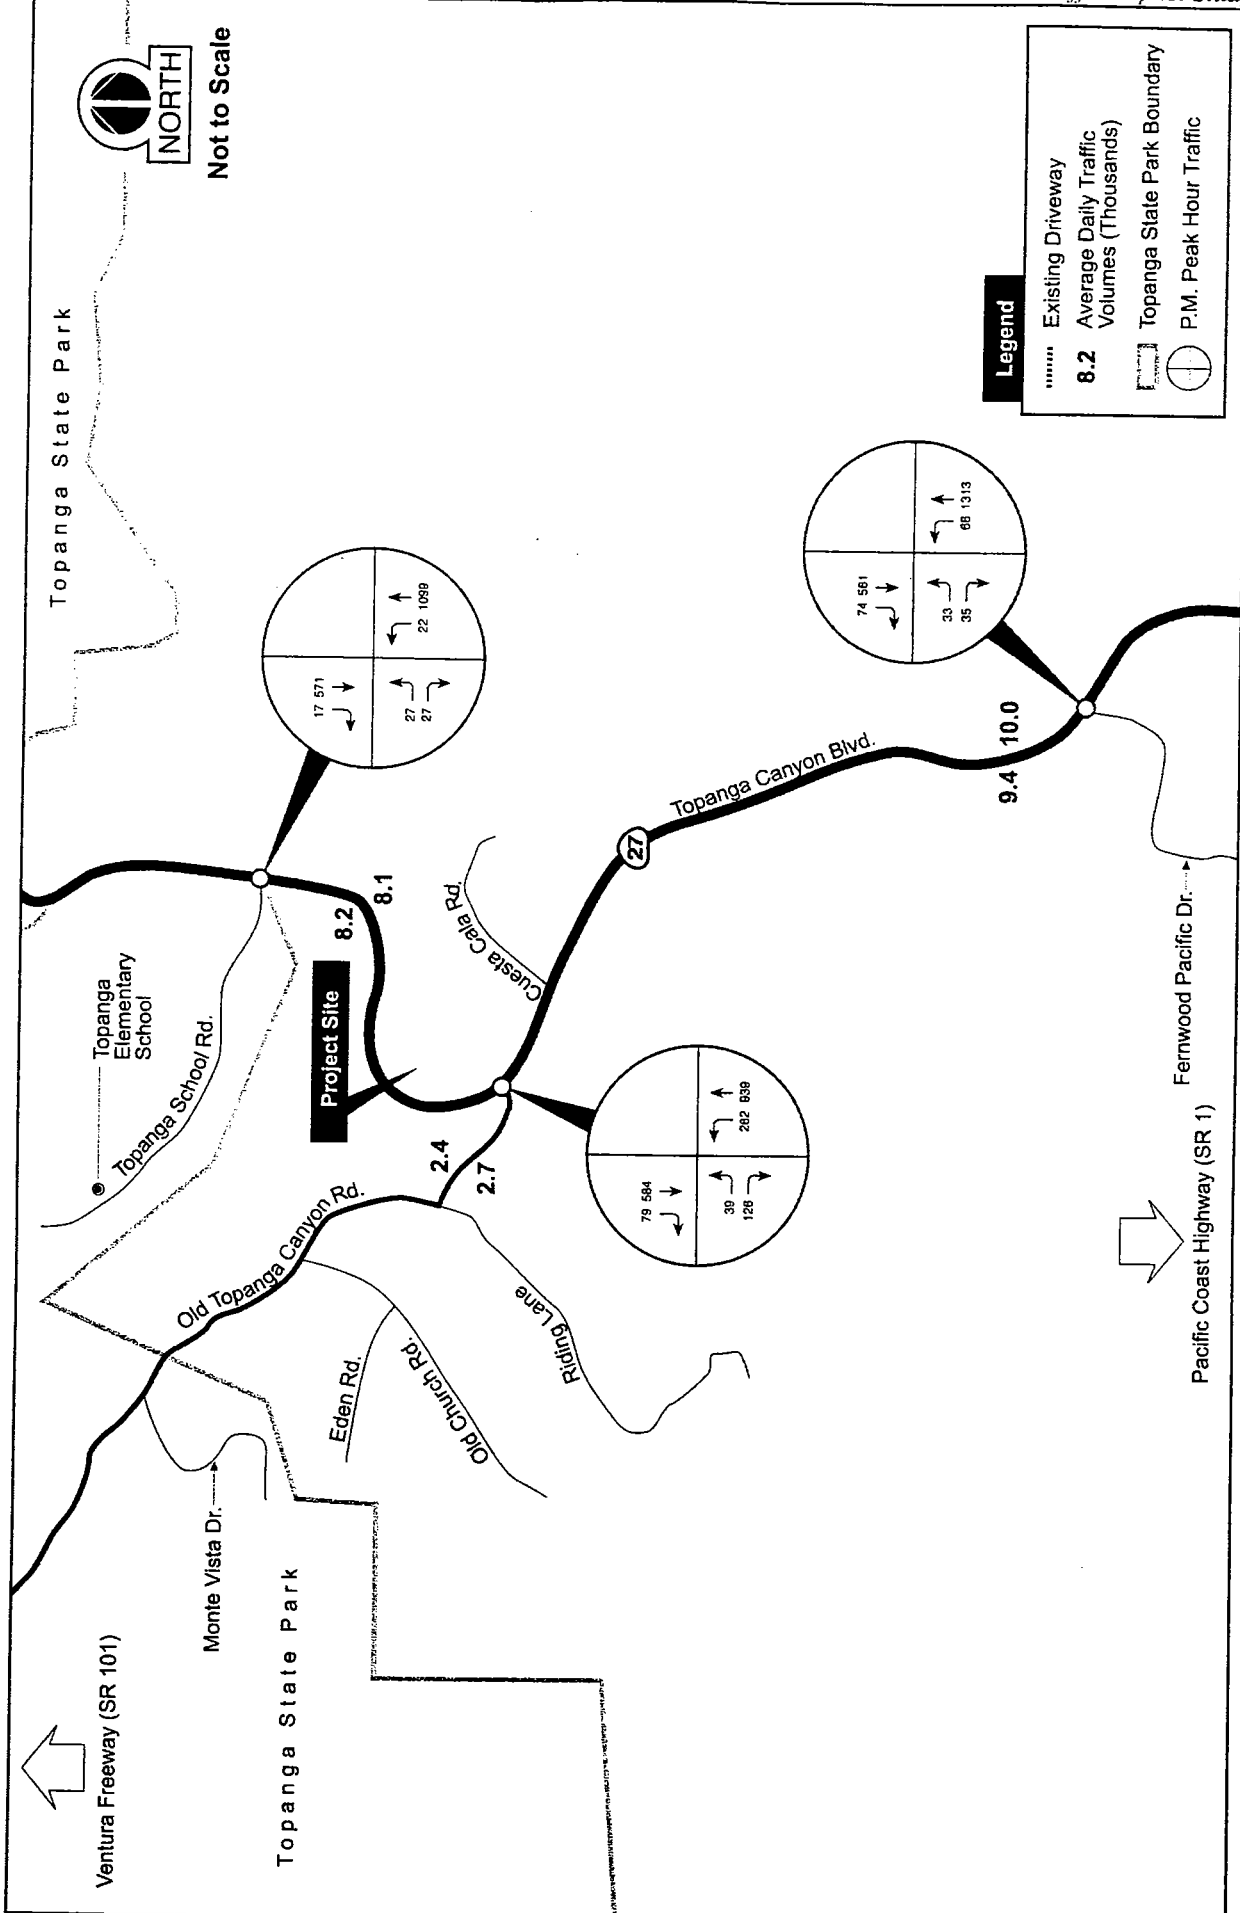 Ventura Freeway (SR 101)
Topanga State Park
Monte Vista Dr.
Topanga
Elementary
School
Topanga School Rd.
Old Topanga Canyon Rd.
Eden Rd.
Old Church Rd.
Riding Lane
Project Site
2.4
2.7
8.2
8.1
Cuesta Cala Rd.
27
Topanga Canyon Blvd.
9.4
10.0
Fernwood Pacific Dr.
Pacific Coast Highway (SR 1)
Topanga State Park
NORTH
Not to Scale
17 571
27
27
22 1099
79 584
39
126
262 939
74 561
33
35
68 1313
Legend
Existing Driveway
8.2 Average Daily Traffic
Volumes (Thousands)
Topanga State Park Boundary
P.M. Peak Hour Traffic